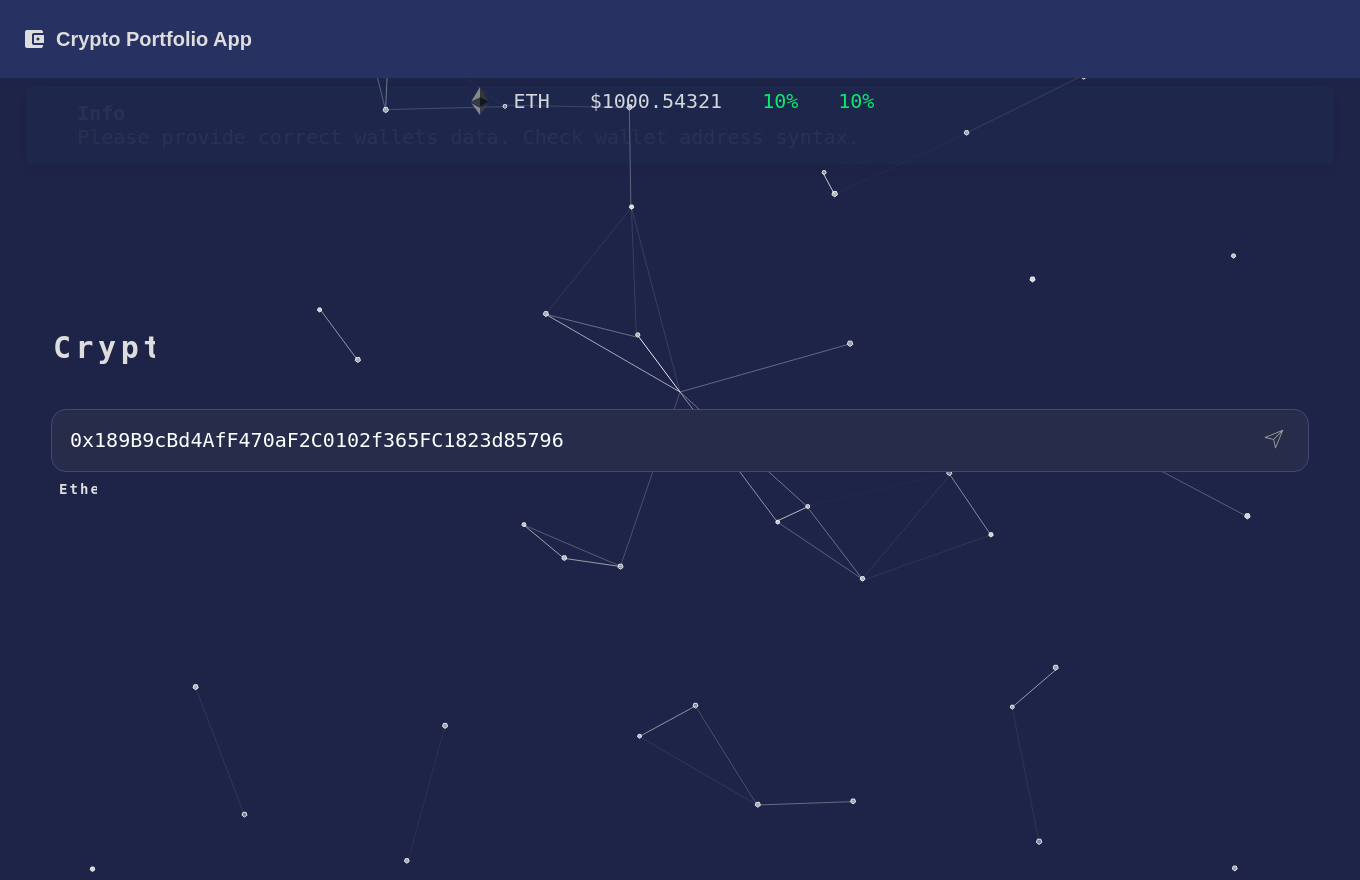 Crypto Portfolio App
ETH $1000.54321 10% 10%
Info
Please provide correct wallets data. Check wallet address syntax.
Crypt
0x189B9cBd4AfF470aF2C0102f365FC1823d85796
Ethe